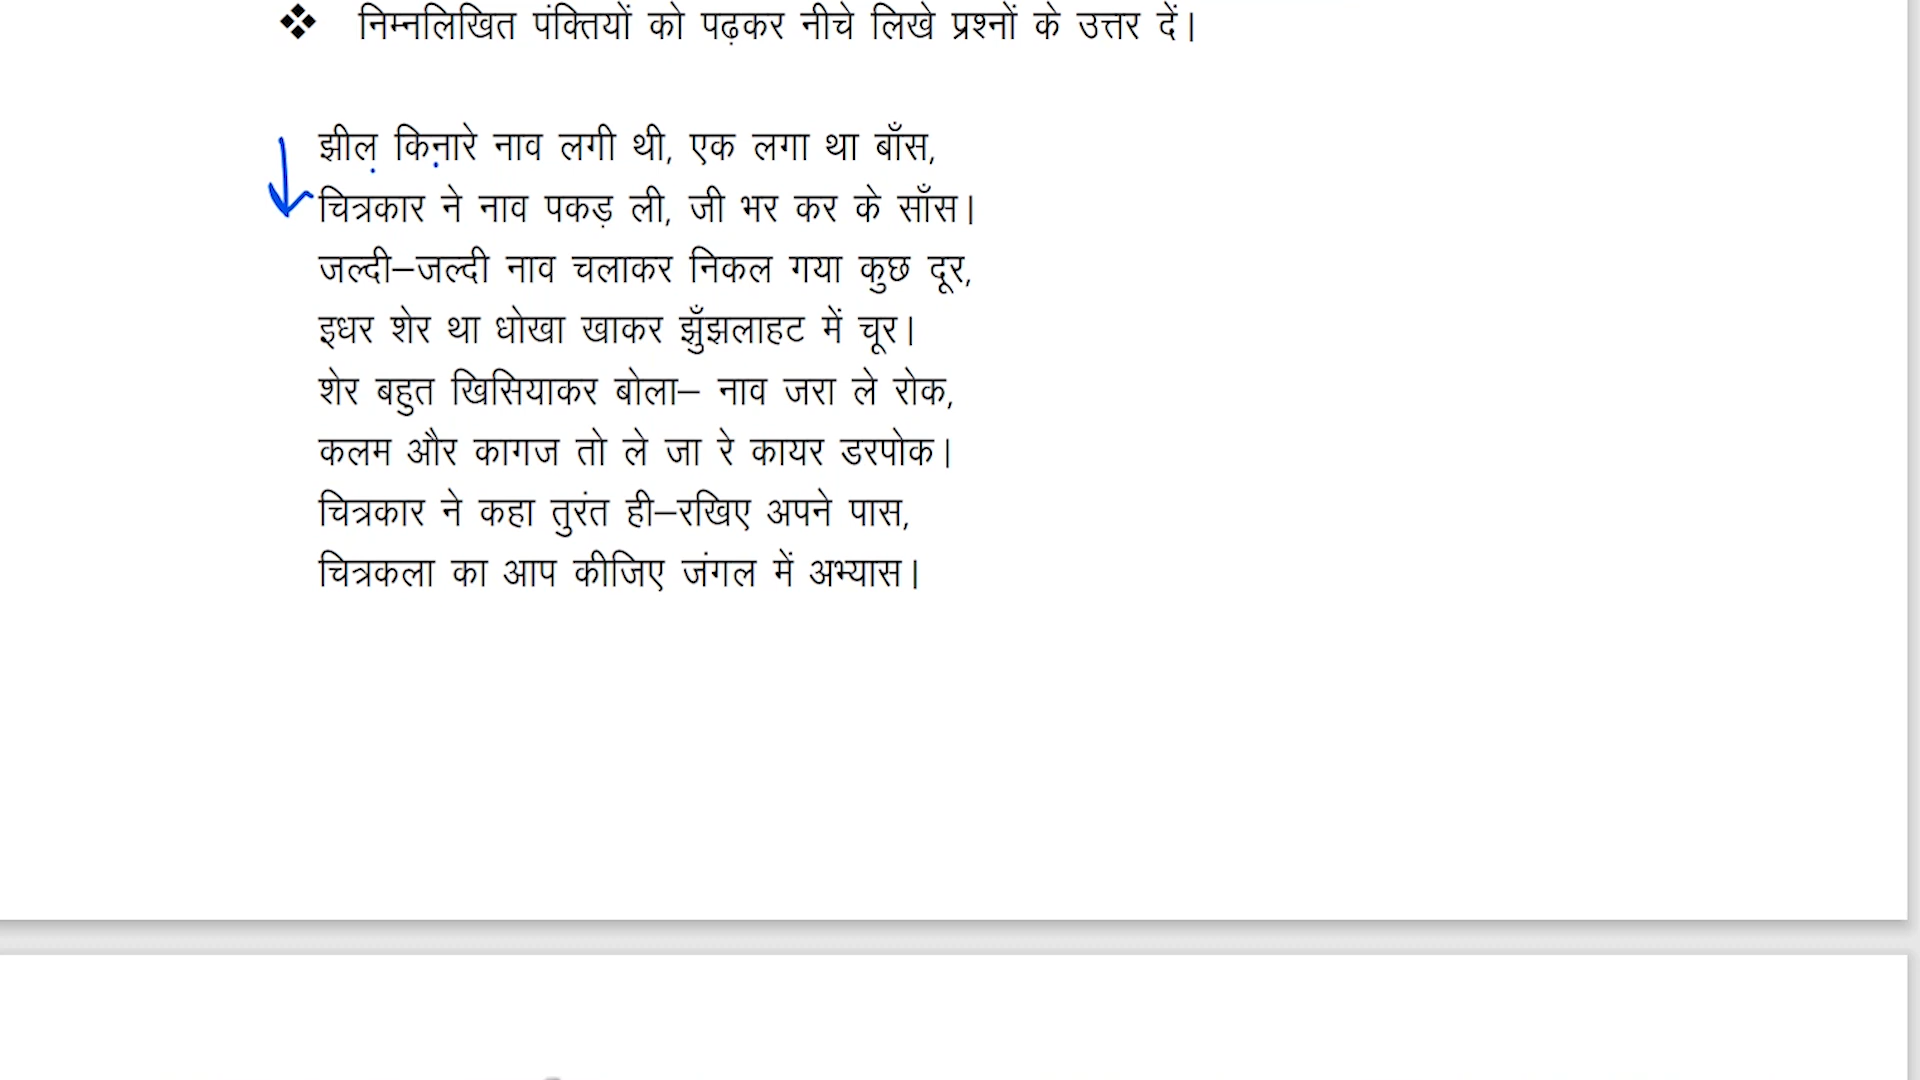 ❖ निम्नलिखित पंक्तियों को पढ़कर नीचे लिखे प्रश्नों के उत्तर दें।
झील किनारे नाव लगी थी, एक लगा था बाँस,
चित्रकार ने नाव पकड़ ली, जी भर कर के साँस।
जल्दी–जल्दी नाव चलाकर निकल गया कुछ दूर,
इधर शेर था धोखा खाकर झुँझलाहट में चूर।
शेर बहुत खिसियाकर बोला– नाव जरा ले रोक,
कलम और कागज तो ले जा रे कायर डरपोक।
चित्रकार ने कहा तुरंत ही–रखिए अपने पास,
चित्रकला का आप कीजिए जंगल में अभ्यास।